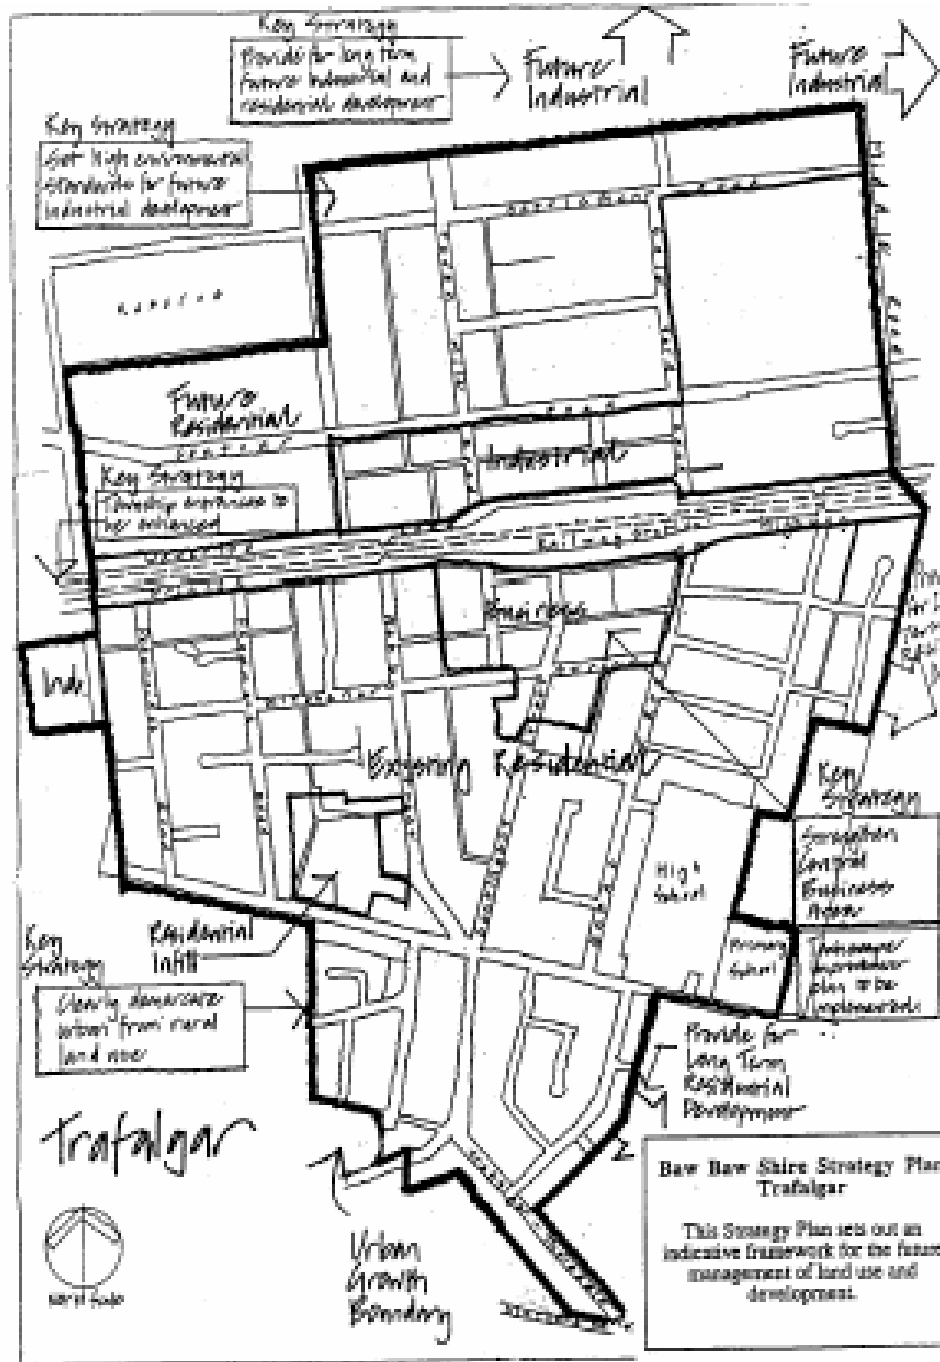 Key Strategy
Provide for long term
future industrial and
residential development
Future
Industrial
Future
Industrial
Key Strategy
Set high environmental
standards for future
industrial development
Future
Residential
Key Strategy
Township entrances to
be enhanced
Industrial
Railway
Business
Ind.
Existing Residential
Key
Strategy
Strengthen
Central
Business
Area
High
School
Primary
School
Landscape
plan to be
implemented
Key
Strategy
Residential
Infill
Clearly demarcate
urban from rural
land use
Provide for
Long Term
Residential
Development
Trafalgar
Not to Scale
Urban
Growth
Boundary
Baw Baw Shire Strategy Plan
Trafalgar
This Strategy Plan sets out an
indicative framework for the future
management of land use and
development.